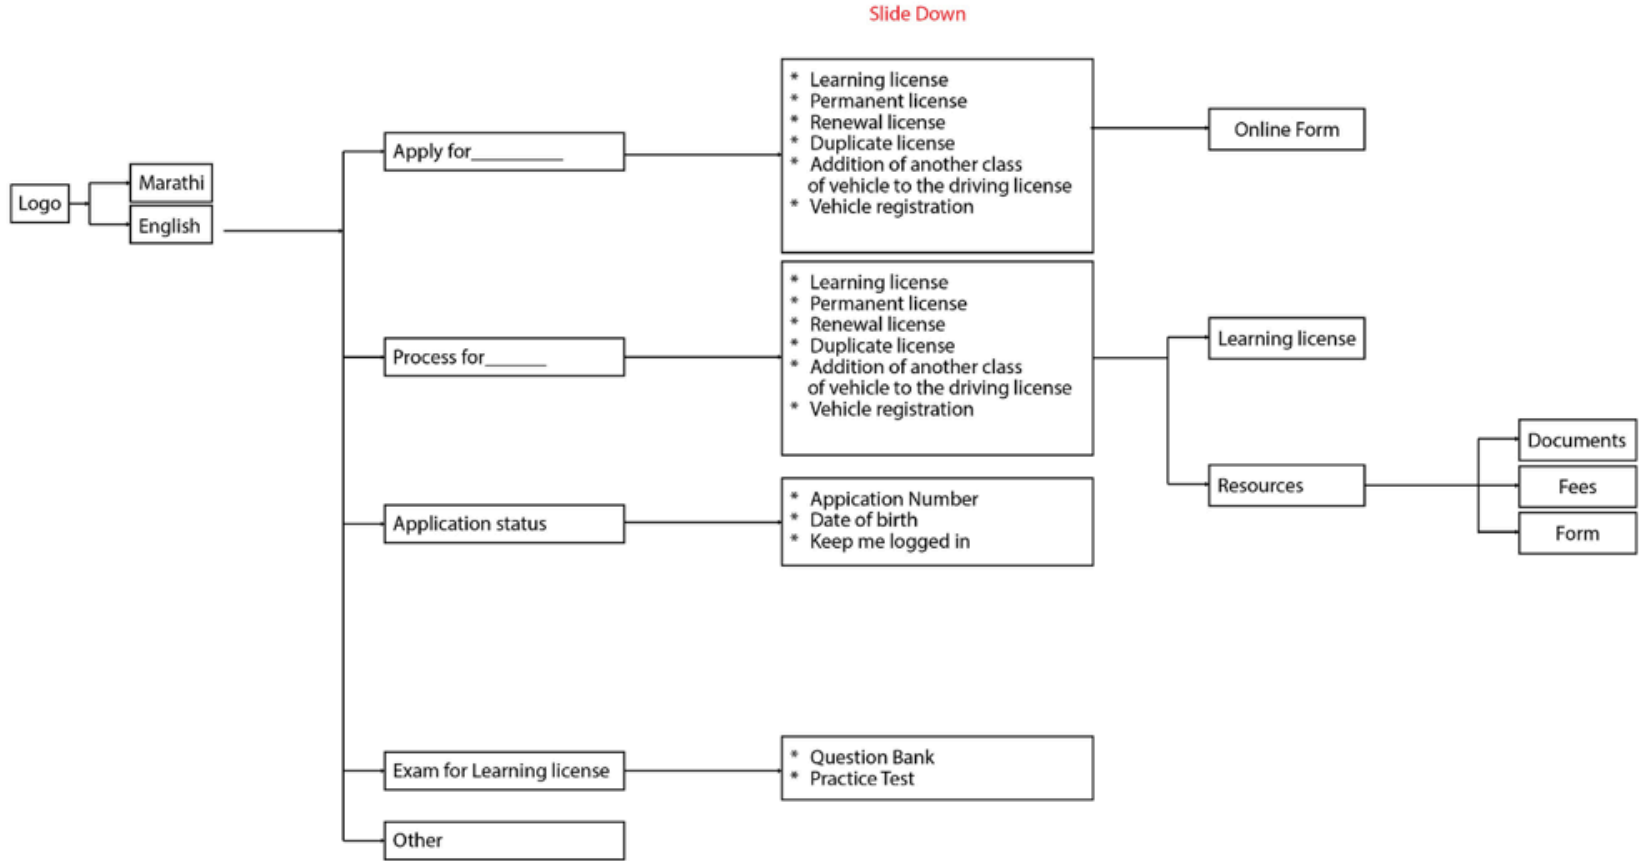 Slide Down
Logo
Marathi
English
Apply for_________
* Learning license
* Permanent license
* Renewal license
* Duplicate license
* Addition of another class
of vehicle to the driving license
* Vehicle registration
Online Form
Process for______
* Learning license
* Permanent license
* Renewal license
* Duplicate license
* Addition of another class
of vehicle to the driving license
* Vehicle registration
Learning license
Resources
Documents
Fees
Form
Application status
* Appication Number
* Date of birth
* Keep me logged in
Exam for Learning license
* Question Bank
* Practice Test
Other